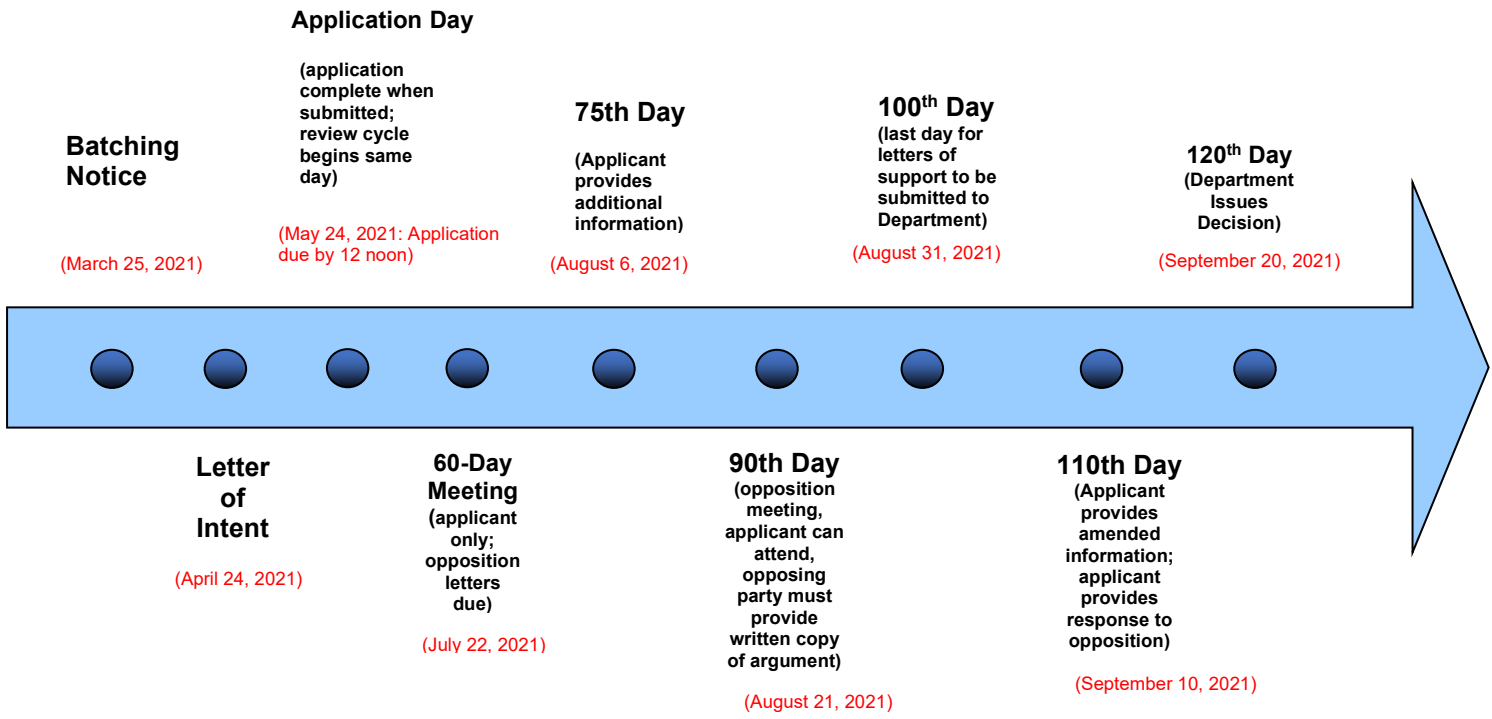 Batching
Notice
(March 25, 2021)
Letter
of
Intent
(April 24, 2021)
Application Day
(application
complete when
submitted;
review cycle
begins same
day)
(May 24, 2021: Application
due by 12 noon)
60-Day
Meeting
(applicant
only;
opposition
letters
due)
(July 22, 2021)
75th Day
(Applicant
provides
additional
information)
(August 6, 2021)
90th Day
(opposition
meeting,
applicant can
attend,
opposing
party must
provide
written copy
of argument)
(August 21, 2021)
100th Day
(last day for
letters of
support to be
submitted to
Department)
(August 31, 2021)
110th Day
(Applicant
provides
amended
information;
applicant
provides
response to
opposition)
(September 10, 2021)
120th Day
(Department
Issues
Decision)
(September 20, 2021)